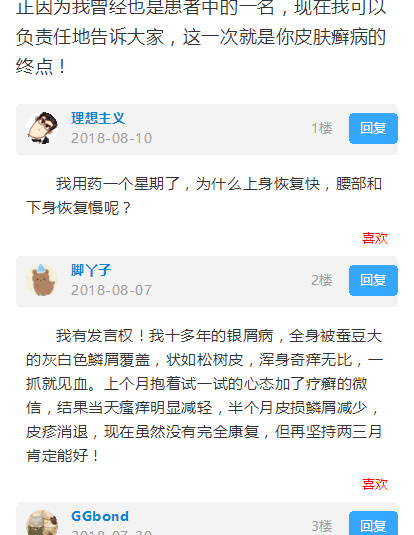 正因为我曾经也是患者中的一名，现在我可以
负责任地告诉大家，这一次就是你皮肤癣病的
终点！
理想主义
2018-08-10
1楼
回复
我用药一个星期了，为什么上身恢复快，腰部和
下身恢复慢呢？
喜欢
脚丫子
2018-08-07
2楼
回复
我有发言权！我十多年的银屑病，全身被蚕豆大
的灰白色鳞屑覆盖，状如松树皮，浑身奇痒无比，一
抓就见血。上个月抱着试一试的心态加了疗癣的微
信，结果当天瘙痒明显减轻，半个月皮损鳞屑减少，
皮疹消退，现在虽然没有完全康复，但再坚持两三月
肯定能好！
喜欢
GGbond
2018-07-30
3楼
回复